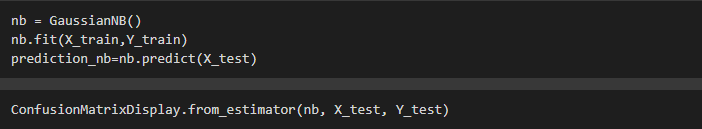 nb = GaussianNB()
nb.fit(X_train,Y_train)
prediction_nb=nb.predict(X_test)
ConfusionMatrixDisplay.from_estimator(nb, X_test, Y_test)